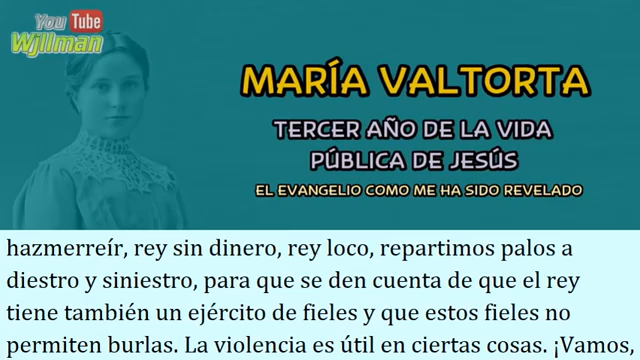 You Tube
Wjllman
MARÍA VALTORTA
TERCER AÑO DE LA VIDA
PÚBLICA DE JESÚS
EL EVANGELIO COMO ME HA SIDO REVELADO
hazmerreír, rey sin dinero, rey loco, repartimos palos a
diestro y siniestro, para que se den cuenta de que el rey
tiene también un ejército de fieles y que estos fieles no
permiten burlas. La violencia es útil en ciertas cosas. ¡Vamos,